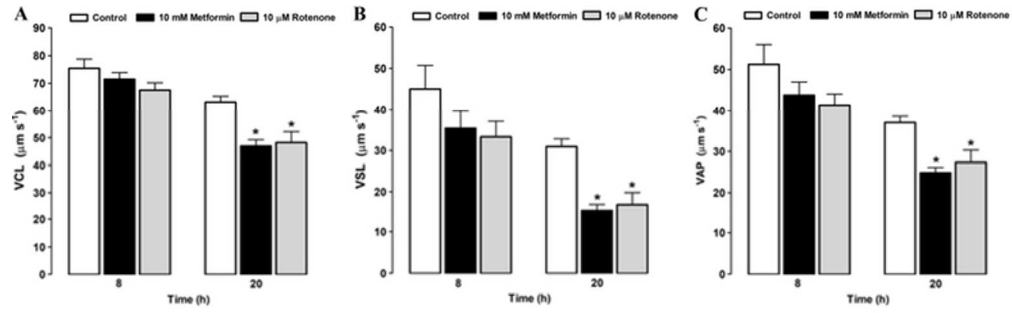 A
Control 10 mM Metformin 10 µM Rotenone
VCL (µm s⁻¹)
90
80
70
60
50
40
30
20
10
0
* *
8 20
Time (h)
B
Control 10 mM Metformin 10 µM Rotenone
VSL (µm s⁻¹)
60
50
40
30
20
10
0
* *
8 20
Time (h)
C
Control 10 mM Metformin 10 µM Rotenone
VAP (µm s⁻¹)
60
50
40
30
20
10
0
* *
8 20
Time (h)